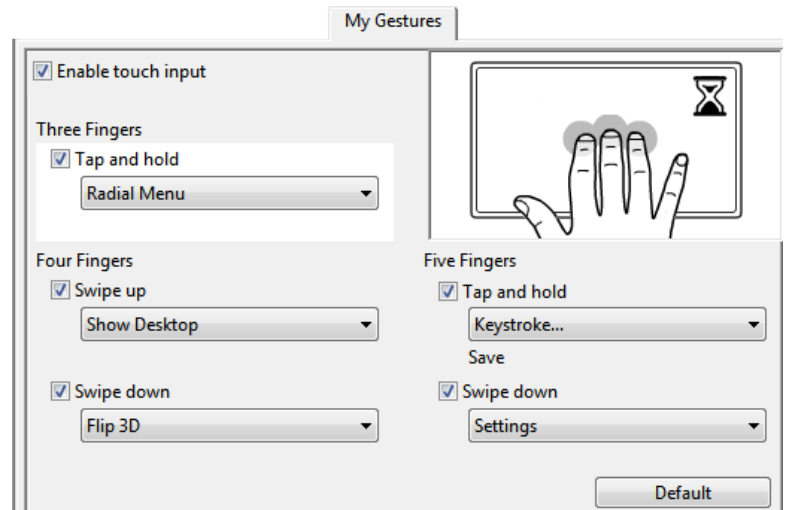 My Gestures
Enable touch input
Three Fingers
Tap and hold
Radial Menu
Four Fingers
Swipe up
Show Desktop
Swipe down
Flip 3D
Five Fingers
Tap and hold
Keystroke...
Save
Swipe down
Settings
Default